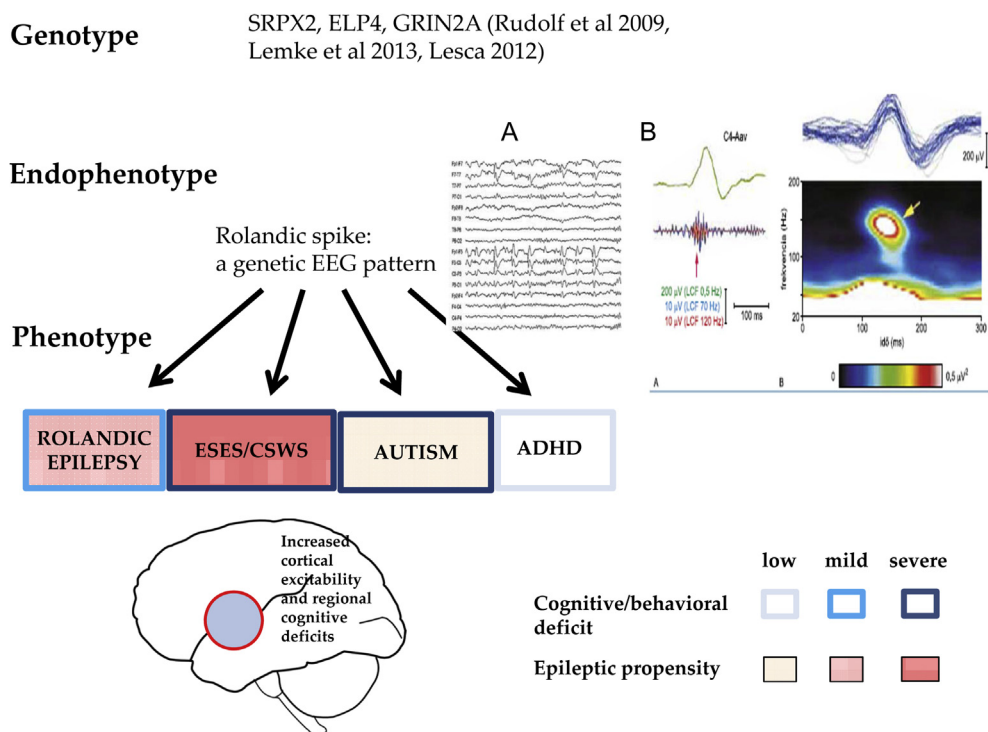 Genotype
SRPX2, ELP4, GRIN2A (Rudolf et al 2009,
Lemke et al 2013, Lesca 2012)
Endophenotype
A
B
C4-Aav
200 µV
Rolandic spike:
a genetic EEG pattern
200 µV (LCF 0,5 Hz)
10 µV (LCF 70 Hz)
10 µV (LCF 120 Hz)
100 ms
frekvencia (Hz)
200
100
20
0
100
200
300
idő (ms)
0
0,5 µV²
A
B
Phenotype
ROLANDIC
EPILEPSY
ESES/CSWS
AUTISM
ADHD
Increased
cortical
excitability
and regional
cognitive
deficits
low
mild
severe
Cognitive/behavioral
deficit
Epileptic propensity